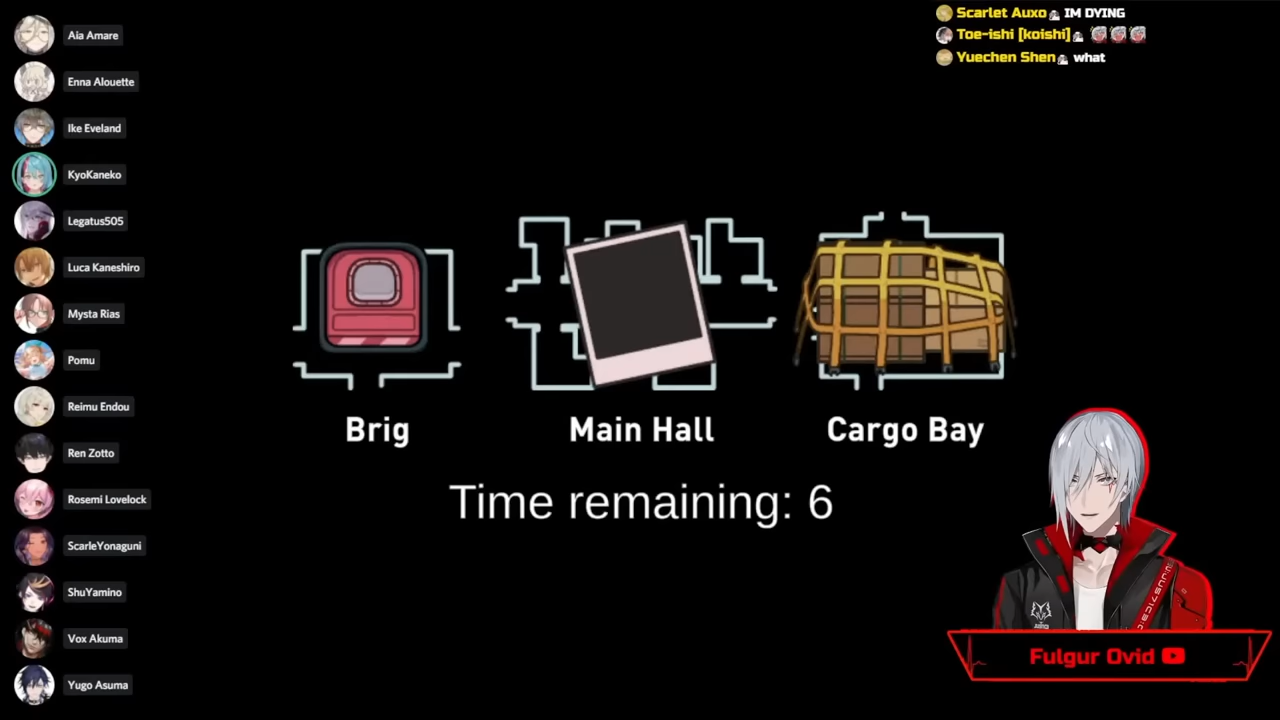 Aia Amare
Enna Alouette
Ike Eveland
KyoKaneko
Legatus505
Luca Kaneshiro
Mysta Rias
Pomu
Reimu Endou
Ren Zotto
Rosemi Lovelock
ScarleYonaguni
ShuYamino
Vox Akuma
Yugo Asuma
Scarlet Auxo IM DYING
Toe-ishi [koishi]
Yuechen Shen what
Brig
Main Hall
Cargo Bay
Time remaining: 6
Fulgur Ovid